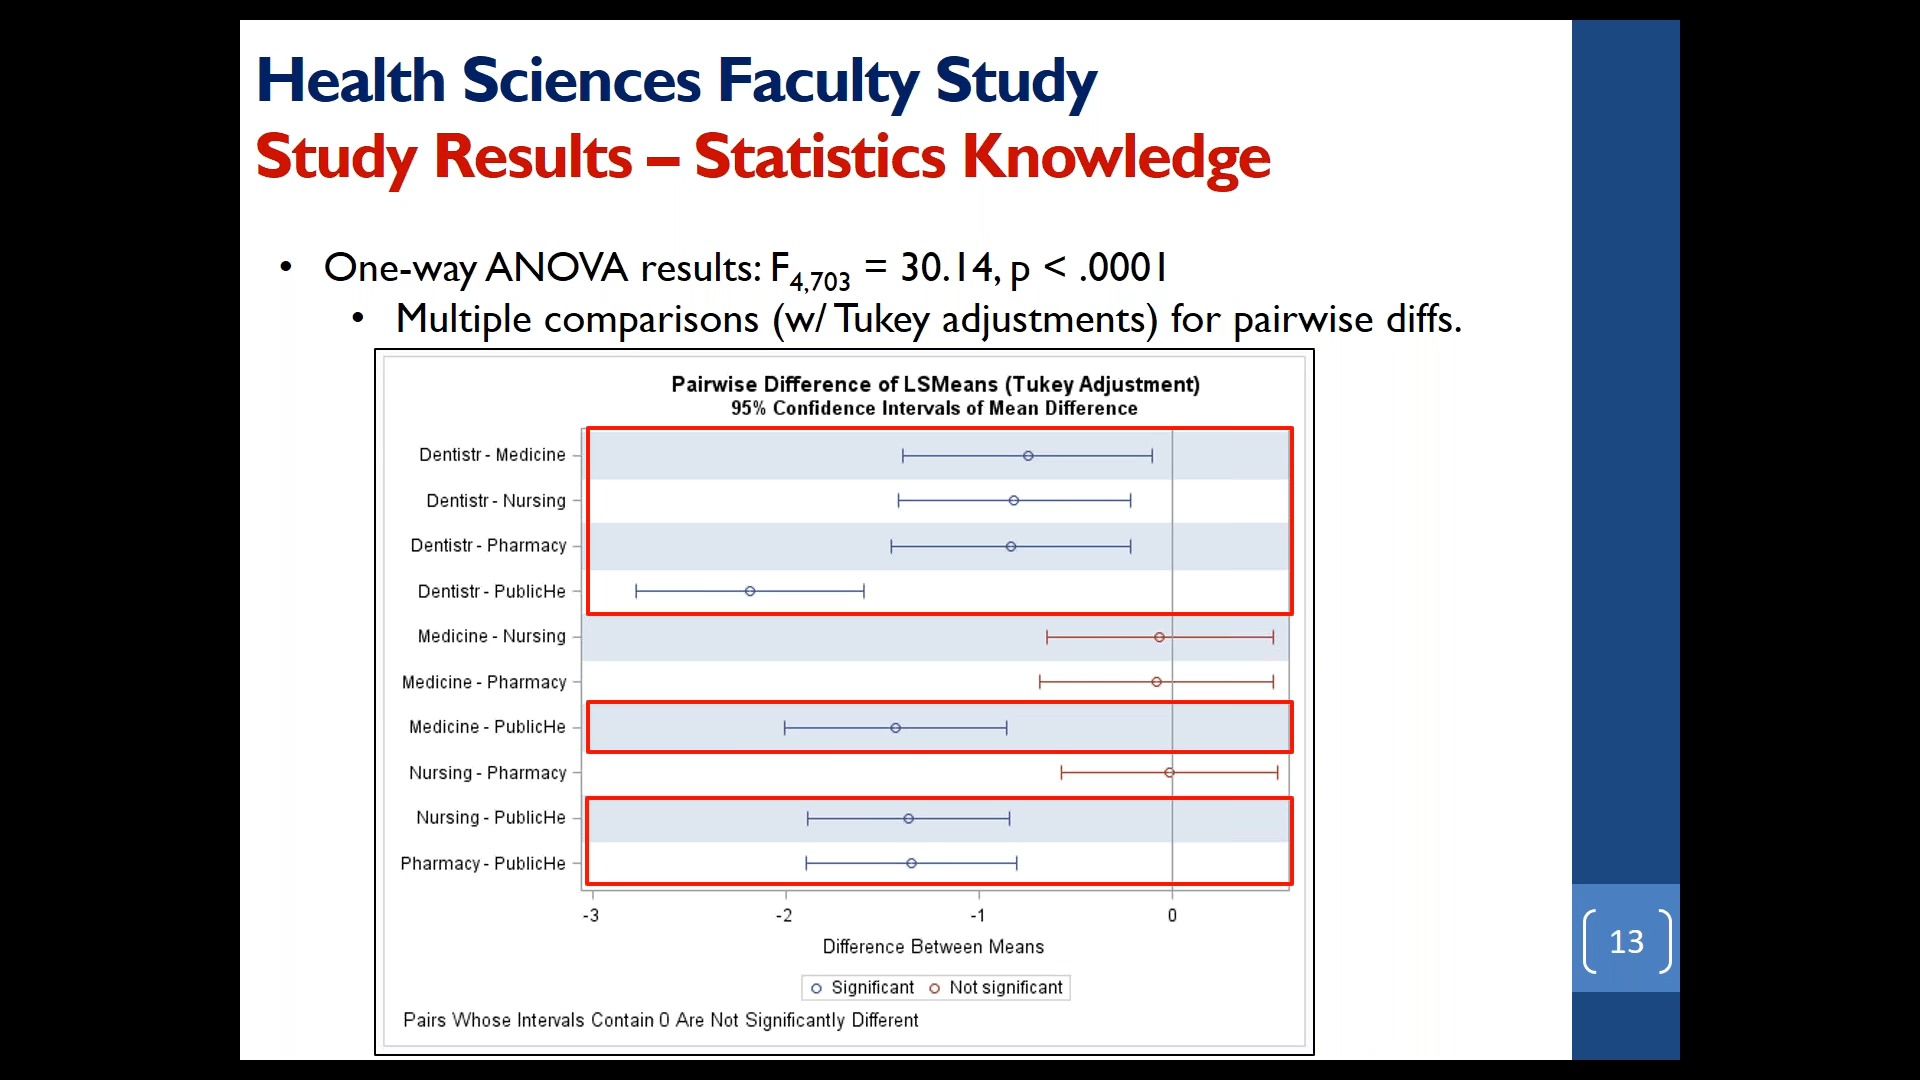 Health Sciences Faculty Study
Study Results – Statistics Knowledge
• One-way ANOVA results: F4,703 = 30.14, p < .0001
• Multiple comparisons (w/ Tukey adjustments) for pairwise diffs.
Pairwise Difference of LSMeans (Tukey Adjustment)
95% Confidence Intervals of Mean Difference
Dentistr - Medicine
Dentistr - Nursing
Dentistr - Pharmacy
Dentistr - PublicHe
Medicine - Nursing
Medicine - Pharmacy
Medicine - PublicHe
Nursing - Pharmacy
Nursing - PublicHe
Pharmacy - PublicHe
-3 -2 -1 0
Difference Between Means
Significant Not significant
Pairs Whose Intervals Contain 0 Are Not Significantly Different
13